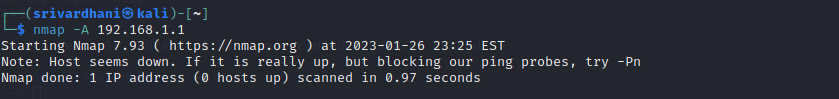 ┌──(srivardhani㉿kali)-[~]
└─$ nmap -A 192.168.1.1
Starting Nmap 7.93 ( https://nmap.org ) at 2023-01-26 23:25 EST
Note: Host seems down. If it is really up, but blocking our ping probes, try -Pn
Nmap done: 1 IP address (0 hosts up) scanned in 0.97 seconds